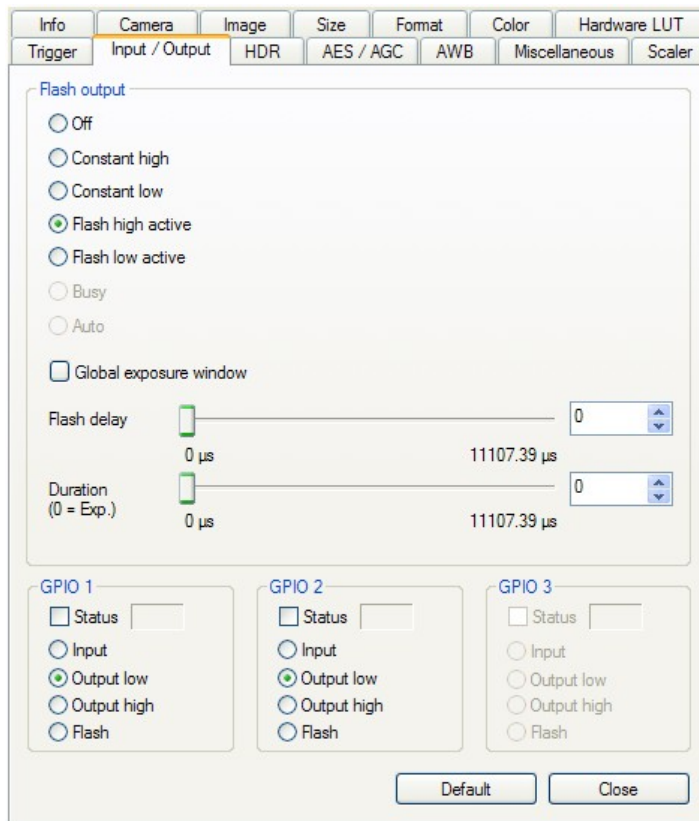 Info Camera Image Size Format Color Hardware LUT
Trigger Input / Output HDR AES / AGC AWB Miscellaneous Scaler
Flash output
Off
Constant high
Constant low
Flash high active
Flash low active
Busy
Auto
Global exposure window
Flash delay 0
0 µs 11107.39 µs
Duration
(0 = Exp.) 0
0 µs 11107.39 µs
GPIO 1 GPIO 2 GPIO 3
Status Status Status
Input Input Input
Output low Output low Output low
Output high Output high Output high
Flash Flash Flash
Default Close